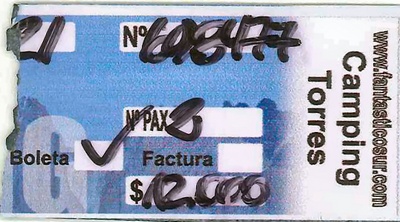 21 Nº 608477
Nº PAX 2
Boleta ✓ Factura
$ 12.000
www.fantasticosur.com
Camping
Torres